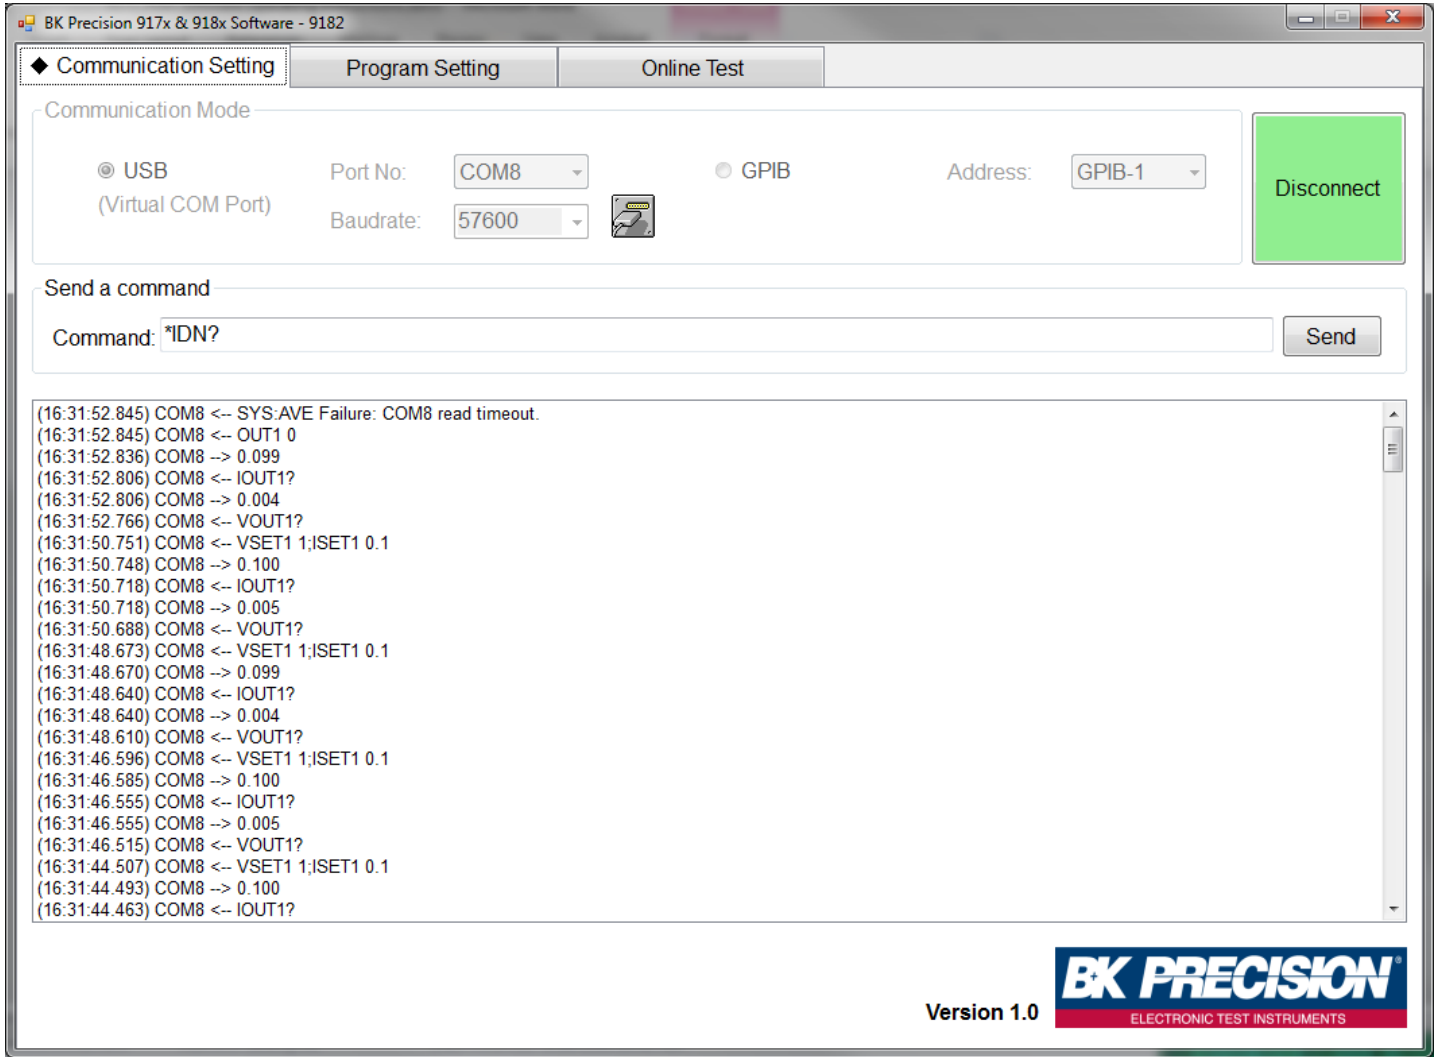 BK Precision 917x & 918x Software - 9182
◆ Communication Setting
Program Setting
Online Test
Communication Mode
USB
Port No:
COM8
GPIB
Address:
GPIB-1
Disconnect
(Virtual COM Port)
Baudrate:
57600
Send a command
Command: *IDN?
Send
(16:31:52.845) COM8 <-- SYS:AVE Failure: COM8 read timeout.
(16:31:52.845) COM8 <-- OUT1 0
(16:31:52.836) COM8 --> 0.099
(16:31:52.806) COM8 <-- IOUT1?
(16:31:52.806) COM8 --> 0.004
(16:31:52.766) COM8 <-- VOUT1?
(16:31:50.751) COM8 <-- VSET1 1;ISET1 0.1
(16:31:50.748) COM8 --> 0.100
(16:31:50.718) COM8 <-- IOUT1?
(16:31:50.718) COM8 --> 0.005
(16:31:50.688) COM8 <-- VOUT1?
(16:31:48.673) COM8 <-- VSET1 1;ISET1 0.1
(16:31:48.670) COM8 --> 0.099
(16:31:48.640) COM8 <-- IOUT1?
(16:31:48.640) COM8 --> 0.004
(16:31:48.610) COM8 <-- VOUT1?
(16:31:46.596) COM8 <-- VSET1 1;ISET1 0.1
(16:31:46.585) COM8 --> 0.100
(16:31:46.555) COM8 <-- IOUT1?
(16:31:46.555) COM8 --> 0.005
(16:31:46.515) COM8 <-- VOUT1?
(16:31:44.507) COM8 <-- VSET1 1;ISET1 0.1
(16:31:44.493) COM8 --> 0.100
(16:31:44.463) COM8 <-- IOUT1?
Version 1.0
BK PRECISION®
ELECTRONIC TEST INSTRUMENTS